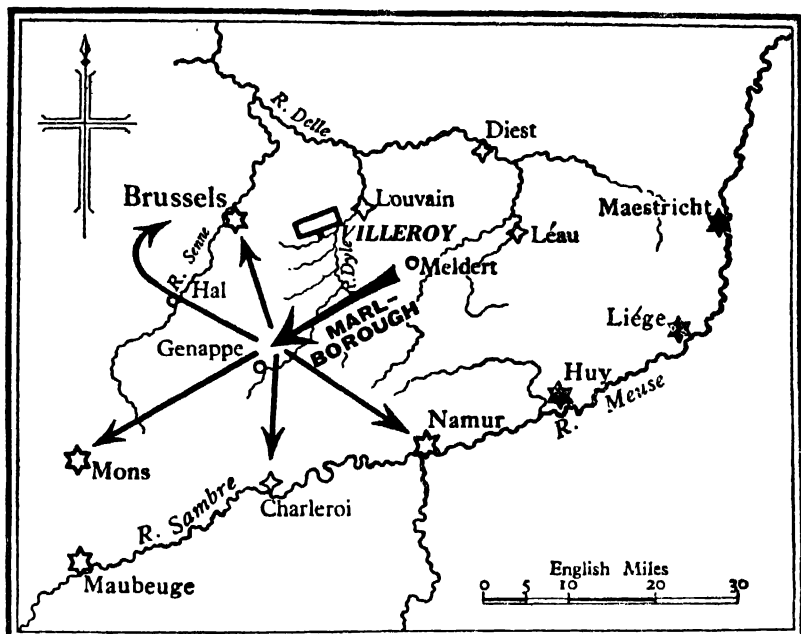 R. Delle
Diest
Brussels
Louvain
Maestricht
VILLEROY
Léau
R. Senne
R. Dyle
Meldert
Hal
MARL-
BOROUGH
Liége
Genappe
Huy
R. Meuse
Namur
Mons
R. Sambre
Charleroi
English Miles
Maubeuge
0 5 10 20 30